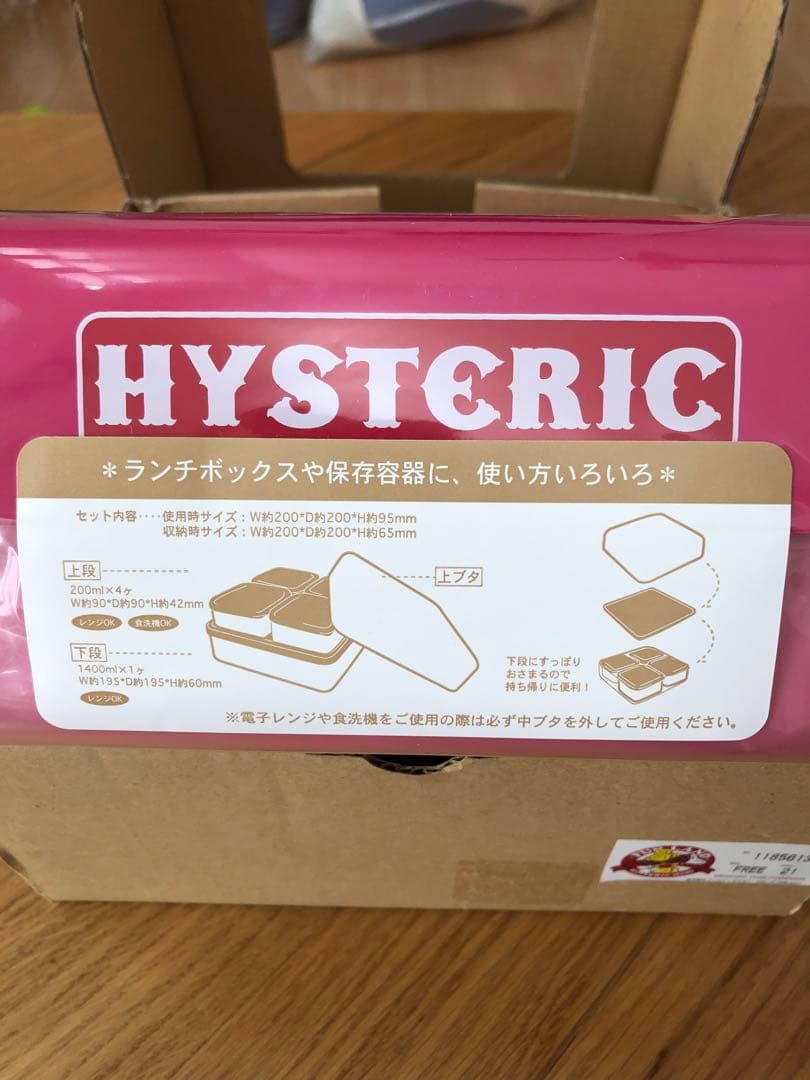 HYSTERIC
＊ランチボックスや保存容器に、使い方いろいろ＊
セット内容‥‥使用時サイズ：W約200*D約200*H約95mm
収納時サイズ：W約200*D約200*H約65mm
上段
200ml×4ヶ
W約90*D約90*H約42mm
レンジOK 食洗機OK
上ブタ
下段
1400ml×1ヶ
W約195*D約195*H約60mm
レンジOK
下段にすっぽり
おさまるので
持ち帰りに便利！
※電子レンジや食洗機をご使用の際は必ず中ブタを外してご使用ください。
FREE 21